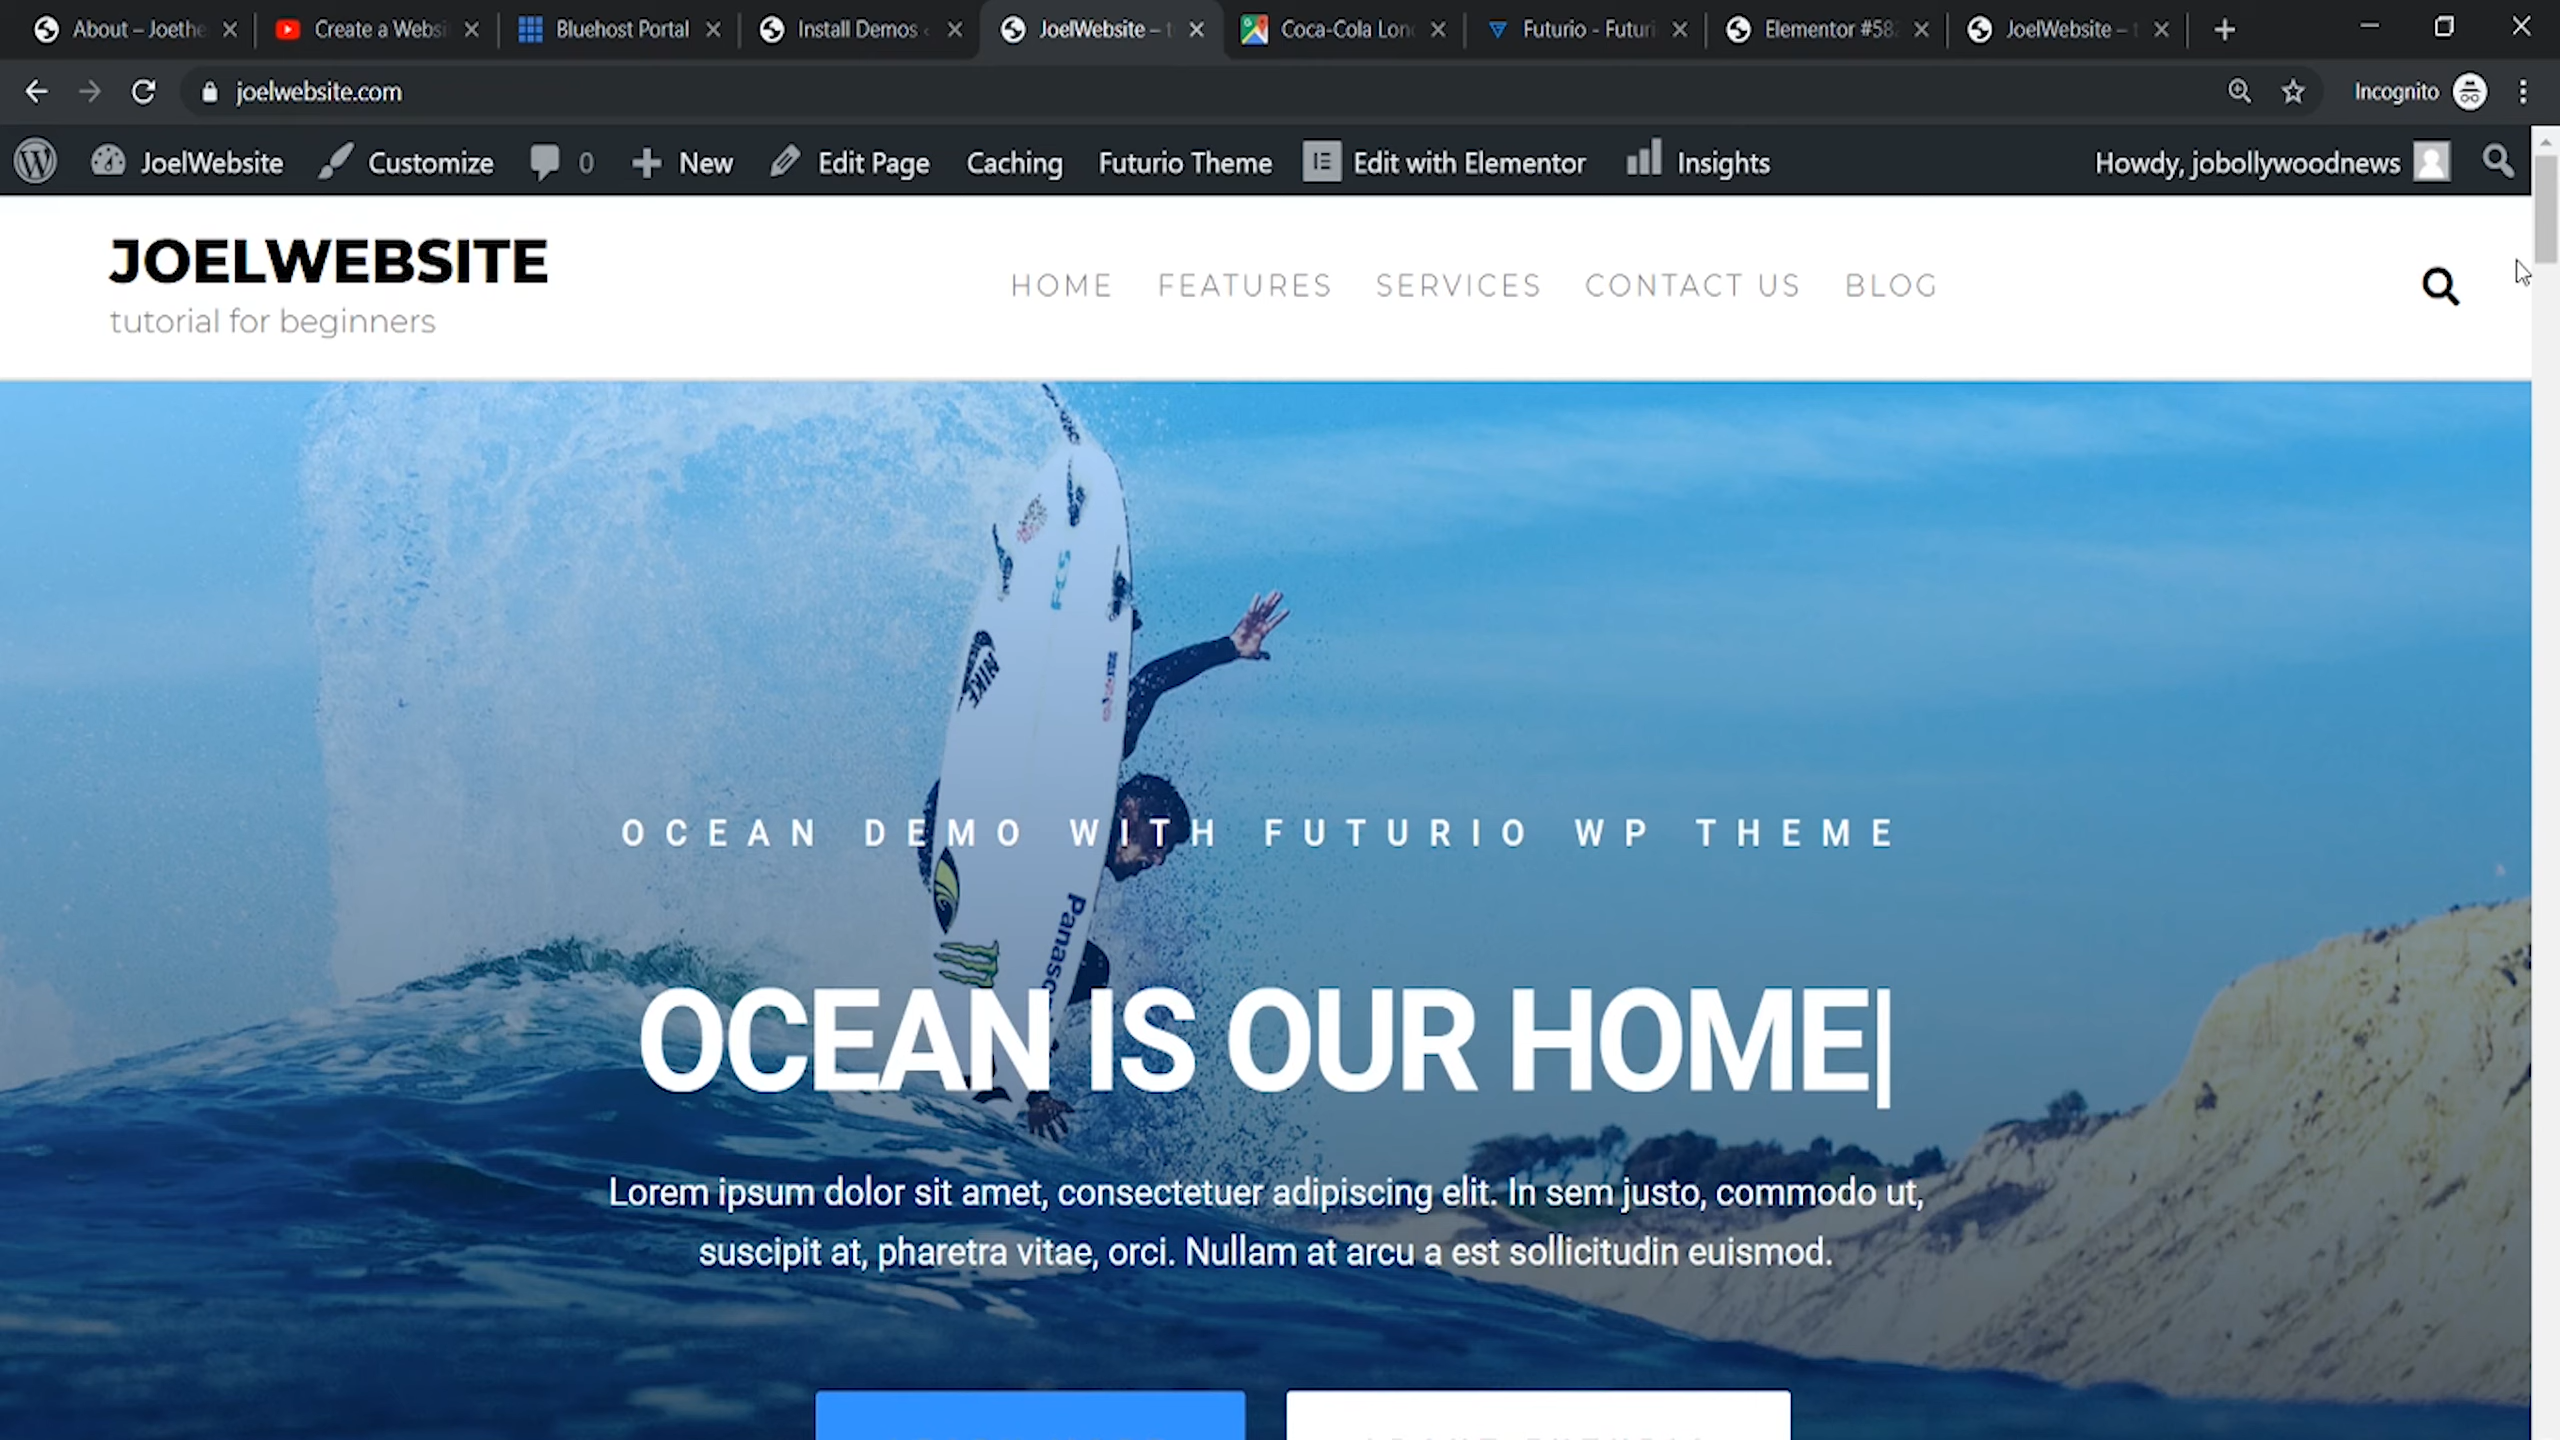 About – Joethe
Create a Websi
Bluehost Portal
Install Demos
JoelWebsite – t
Coca-Cola Lon
Futurio - Futuri
Elementor #58
JoelWebsite – t
joelwebsite.com
Incognito
JoelWebsite
Customize
0
New
Edit Page
Caching
Futurio Theme
Edit with Elementor
Insights
Howdy, jobollywoodnews
JOELWEBSITE
tutorial for beginners
HOME FEATURES SERVICES CONTACT US BLOG
FCS
NIKE
OCEAN DEMO WITH FUTURIO WP THEME
Panaso
OCEAN IS OUR HOME|
Lorem ipsum dolor sit amet, consectetuer adipiscing elit. In sem justo, commodo ut,
suscipit at, pharetra vitae, orci. Nullam at arcu a est sollicitudin euismod.